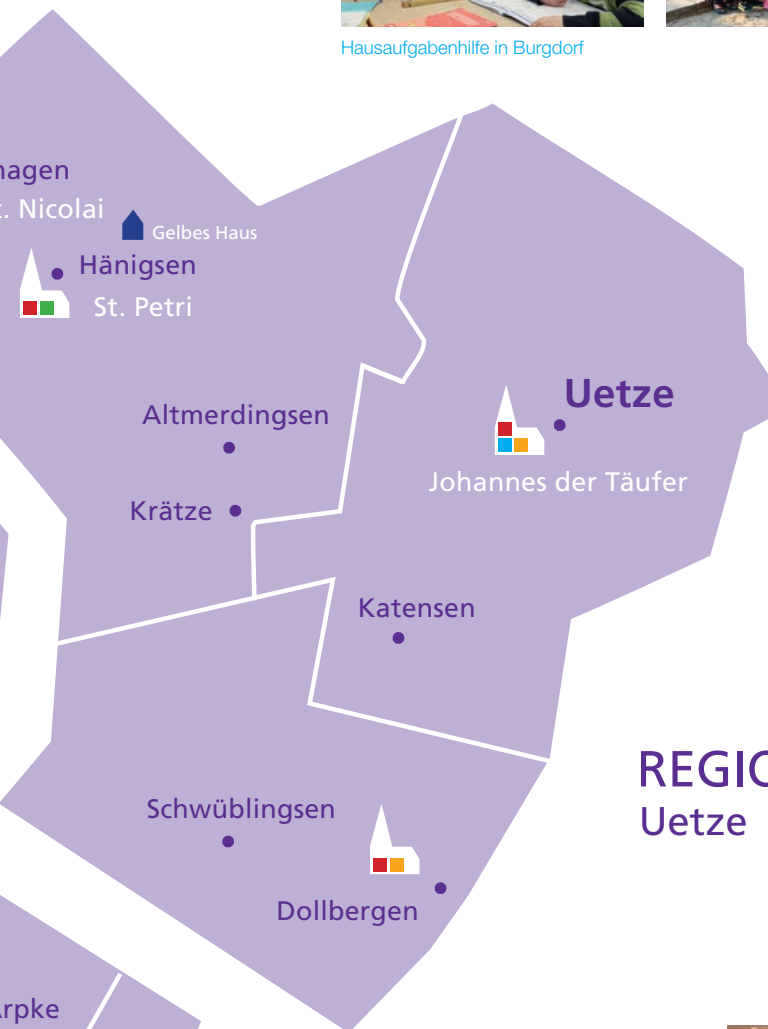 Hausaufgabenhilfe in Burgdorf
hagen
t. Nicolai
Gelbes Haus
Hänigsen
St. Petri
Uetze
Altmerdingsen
Johannes der Täufer
Krätze
Katensen
REGIO
Uetze
Schwüblingsen
Dollbergen
Arpke